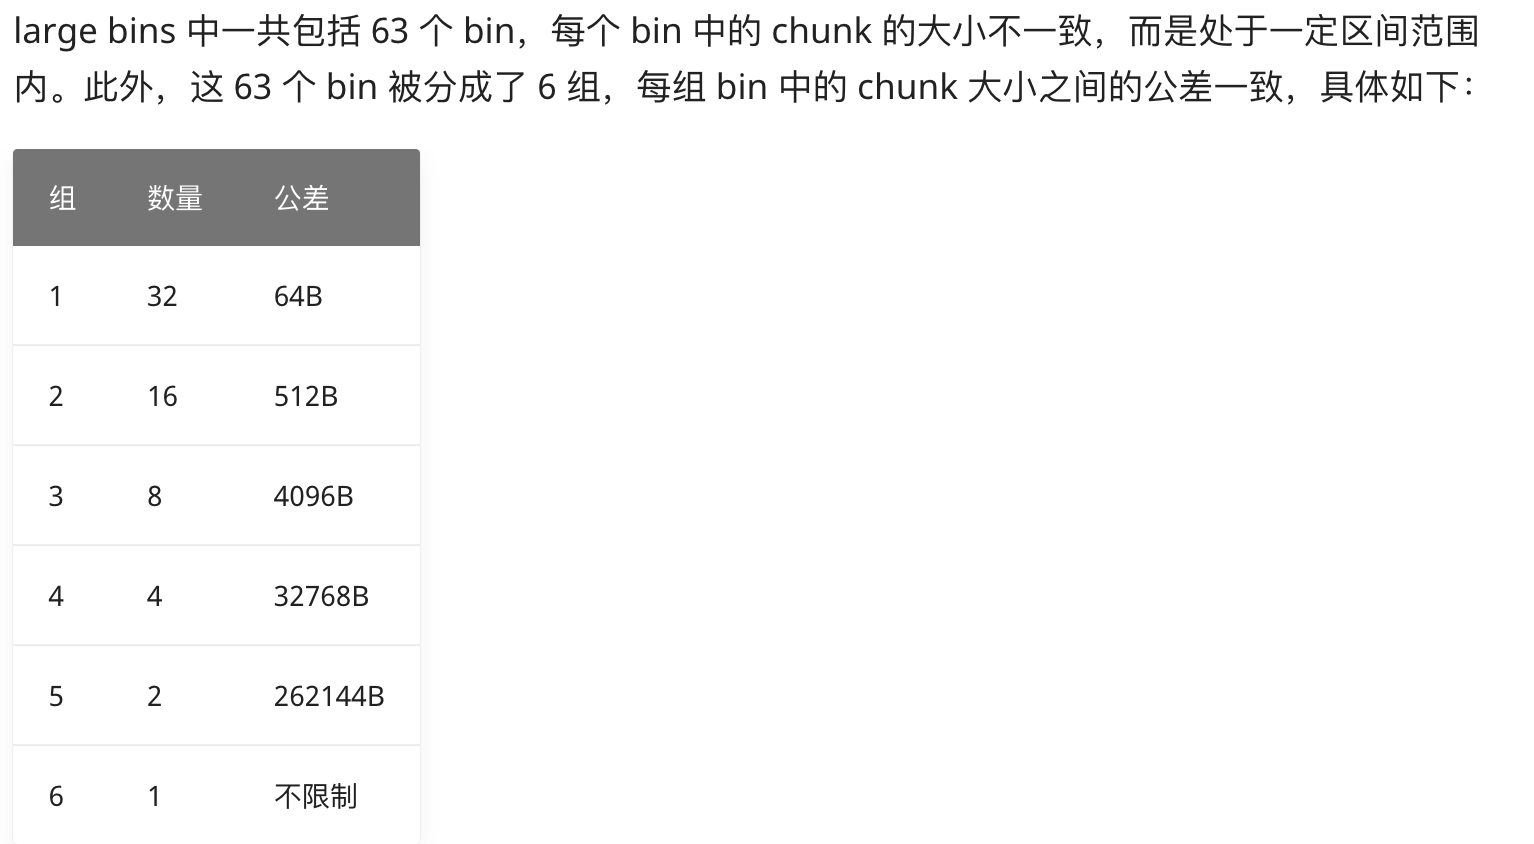 large bins 中一共包括 63 个 bin，每个 bin 中的 chunk 的大小不一致，而是处于一定区间范围
内。此外，这 63 个 bin 被分成了 6 组，每组 bin 中的 chunk 大小之间的公差一致，具体如下：
组 数量 公差
1 32 64B
2 16 512B
3 8 4096B
4 4 32768B
5 2 262144B
6 1 不限制